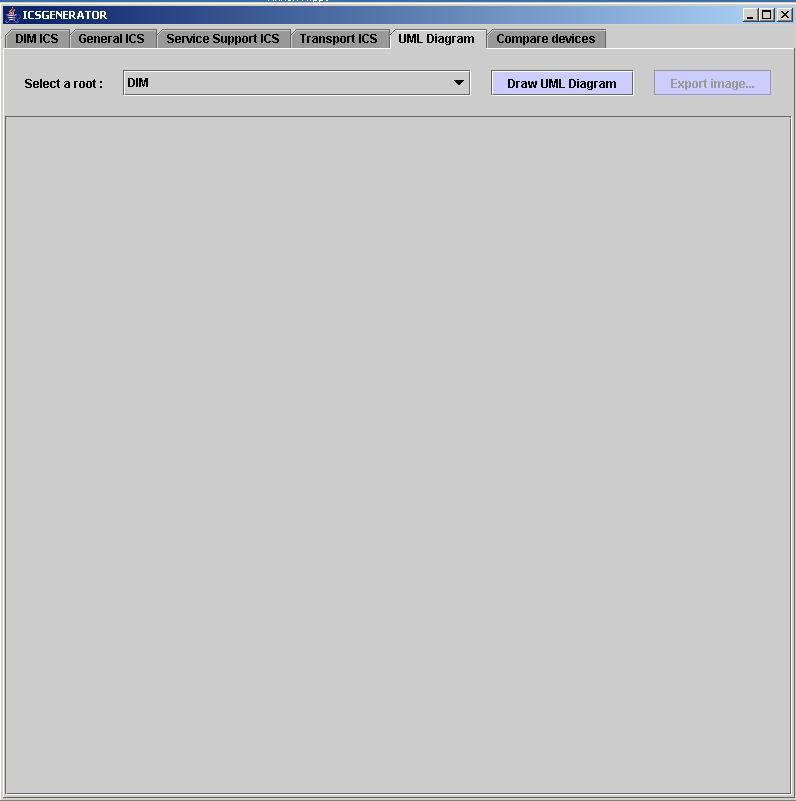 ICSGENERATOR
DIM ICS General ICS Service Support ICS Transport ICS UML Diagram Compare devices
Select a root : DIM Draw UML Diagram Export image...